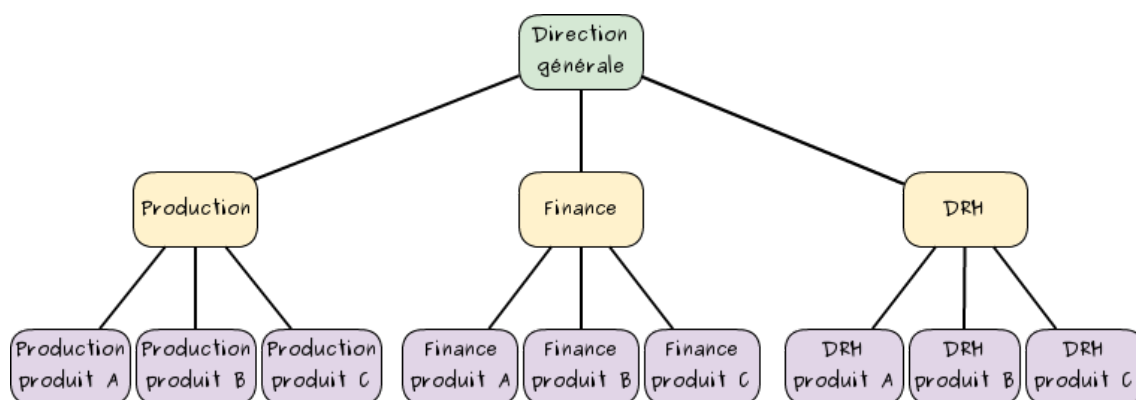 Direction
générale
Production
Finance
DRH
Production
produit A
Production
produit B
Production
produit C
Finance
produit A
Finance
produit B
Finance
produit C
DRH
produit A
DRH
produit B
DRH
produit C